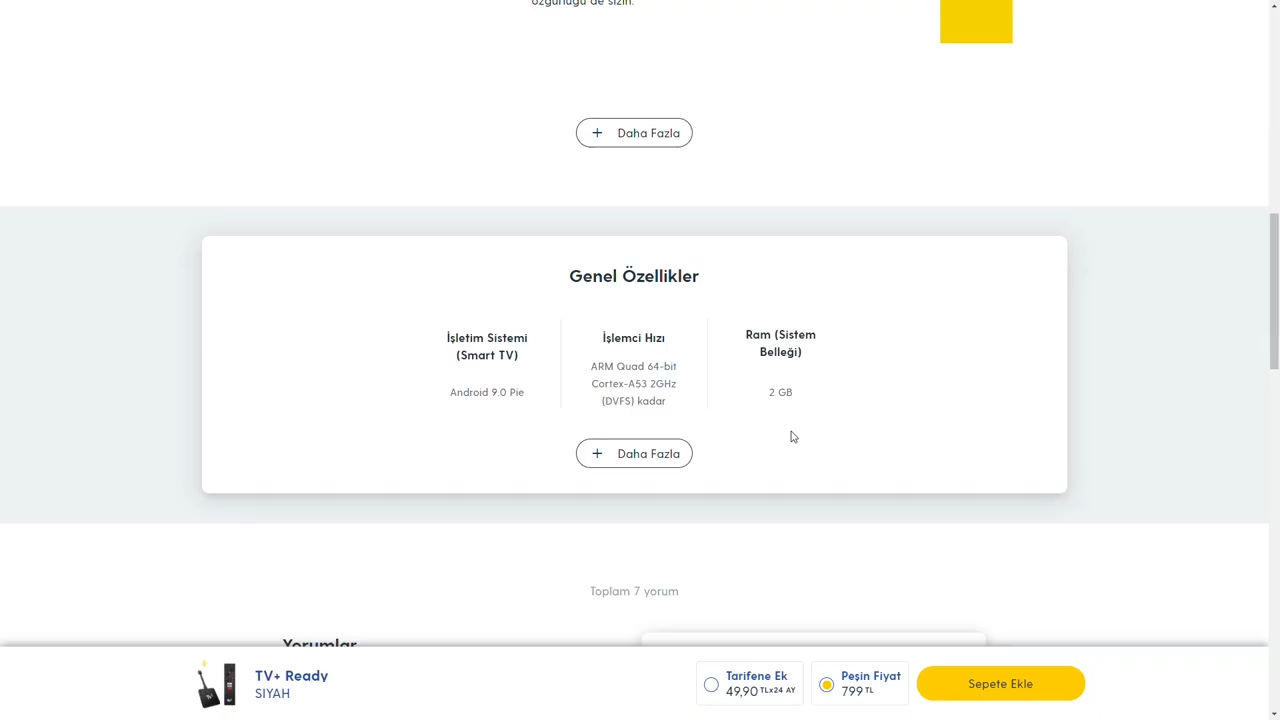 özgürlüğü de sizin.
+ Daha Fazla
Genel Özellikler
İşletim Sistemi
(Smart TV)
Android 9.0 Pie
İşlemci Hızı
ARM Quad 64-bit
Cortex-A53 2GHz
(DVFS) kadar
Ram (Sistem
Belleği)
2 GB
+ Daha Fazla
Toplam 7 yorum
Yorumlar
TV+ Ready
SIYAH
Tarifene Ek
49,90 TLx24 AY
Peşin Fiyat
799 TL
Sepete Ekle